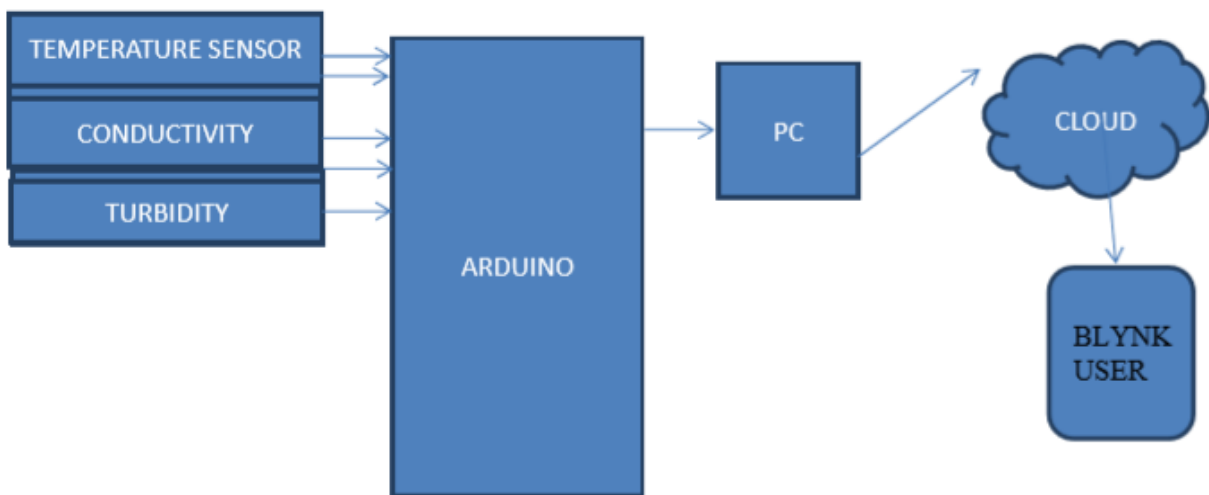 TEMPERATURE SENSOR
CONDUCTIVITY
TURBIDITY
ARDUINO
PC
CLOUD
BLYNK
USER